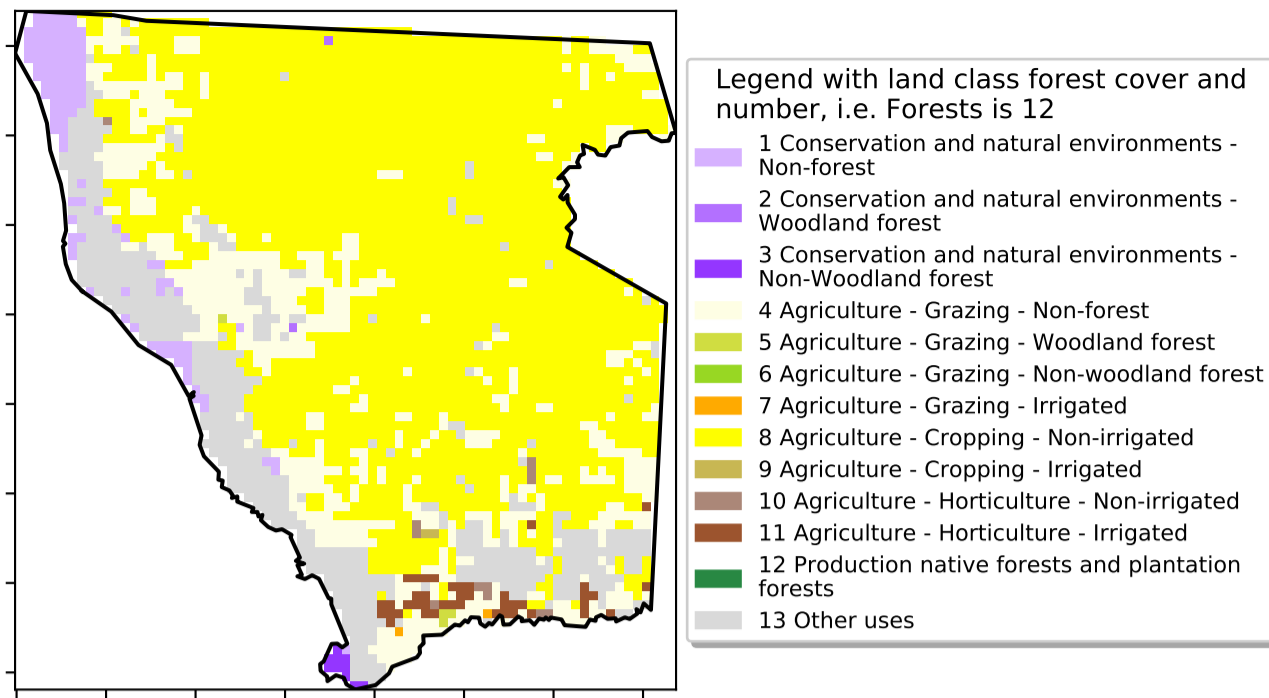 Legend with land class forest cover and
number, i.e. Forests is 12
1 Conservation and natural environments -
Non-forest
2 Conservation and natural environments -
Woodland forest
3 Conservation and natural environments -
Non-Woodland forest
4 Agriculture - Grazing - Non-forest
5 Agriculture - Grazing - Woodland forest
6 Agriculture - Grazing - Non-woodland forest
7 Agriculture - Grazing - Irrigated
8 Agriculture - Cropping - Non-irrigated
9 Agriculture - Cropping - Irrigated
10 Agriculture - Horticulture - Non-irrigated
11 Agriculture - Horticulture - Irrigated
12 Production native forests and plantation
forests
13 Other uses